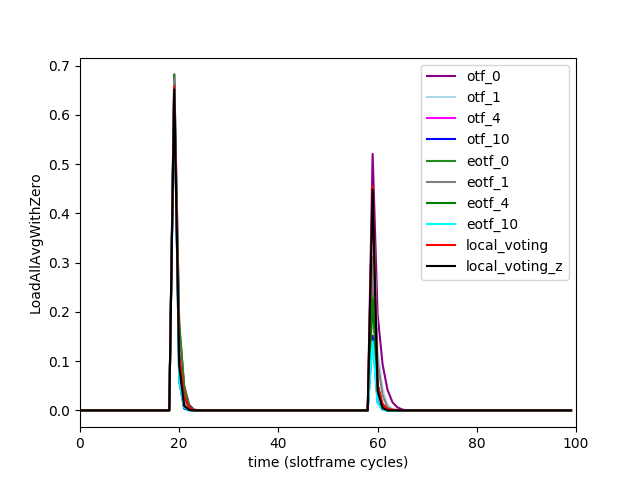 0.7
0.6
0.5
0.4
0.3
0.2
0.1
0.0
LoadAllAvgWithZero
0 20 40 60 80 100
time (slotframe cycles)
otf_0
otf_1
otf_4
otf_10
eotf_0
eotf_1
eotf_4
eotf_10
local_voting
local_voting_z